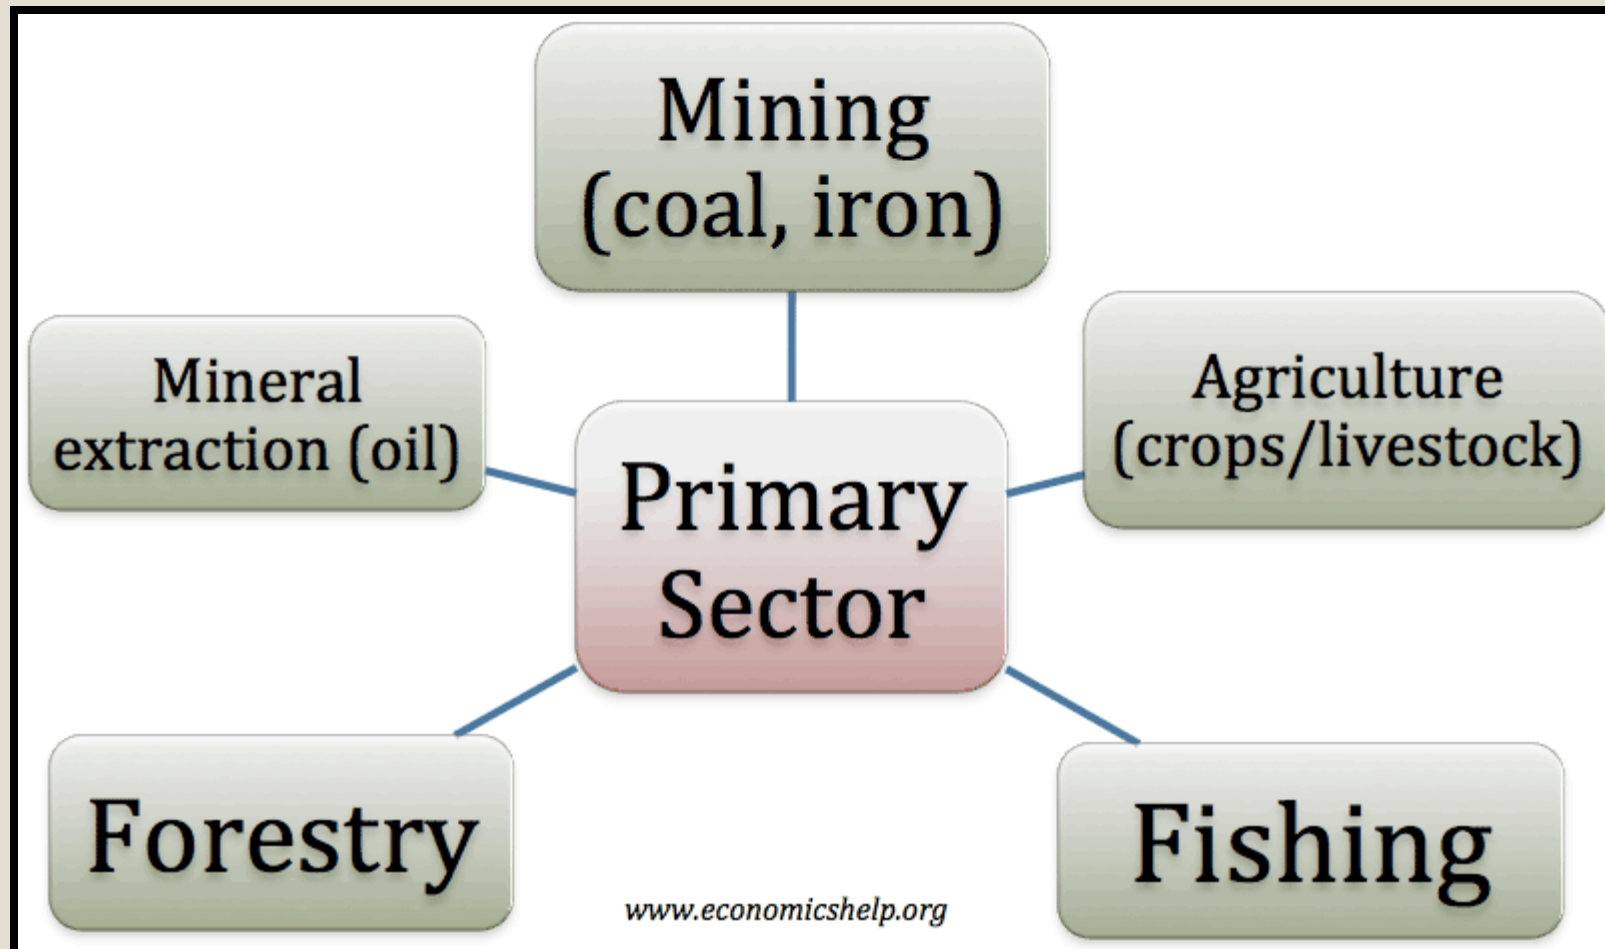 Mining
(coal, iron)
Mineral
extraction (oil)
Agriculture
(crops/livestock)
Primary
Sector
Forestry
Fishing
www.economicshelp.org